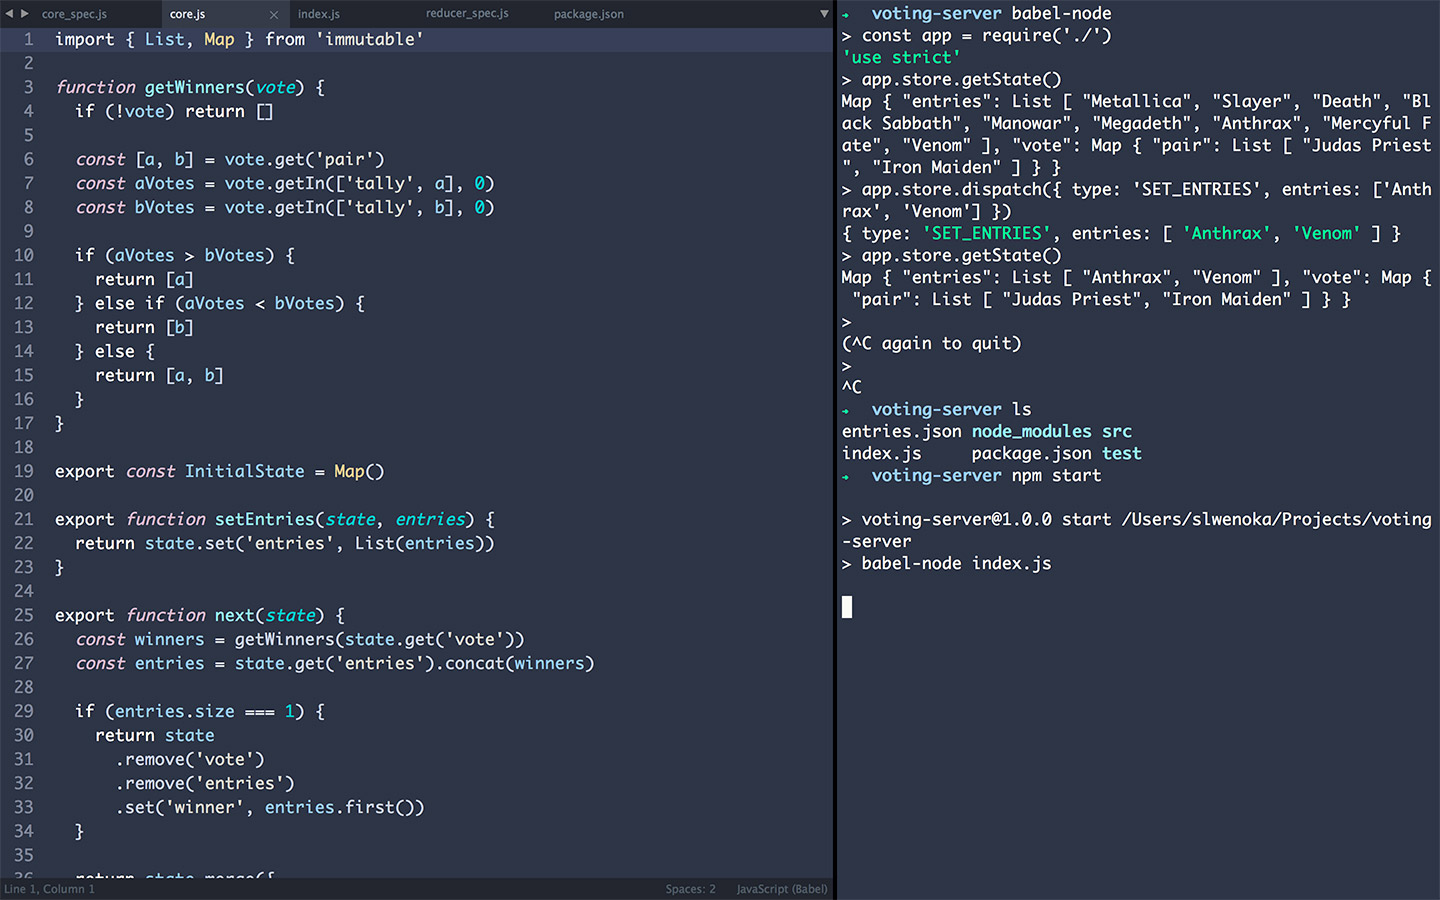 core_spec.js
core.js
index.js
reducer_spec.js
package.json
1 import { List, Map } from 'immutable'
2
3 function getWinners(vote) {
4 if (!vote) return []
5
6 const [a, b] = vote.get('pair')
7 const aVotes = vote.getIn(['tally', a], 0)
8 const bVotes = vote.getIn(['tally', b], 0)
9
10 if (aVotes > bVotes) {
11 return [a]
12 } else if (aVotes < bVotes) {
13 return [b]
14 } else {
15 return [a, b]
16 }
17 }
18
19 export const InitialState = Map()
20
21 export function setEntries(state, entries) {
22 return state.set('entries', List(entries))
23 }
24
25 export function next(state) {
26 const winners = getWinners(state.get('vote'))
27 const entries = state.get('entries').concat(winners)
28
29 if (entries.size === 1) {
30 return state
31 .remove('vote')
32 .remove('entries')
33 .set('winner', entries.first())
34 }
35
36 return state.merge({
Line 1, Column 1
Spaces: 2
JavaScript (Babel)
voting-server babel-node
> const app = require('./')
'use strict'
> app.store.getState()
Map { "entries": List [ "Metallica", "Slayer", "Death", "Bl
ack Sabbath", "Manowar", "Megadeth", "Anthrax", "Mercyful F
ate", "Venom" ], "vote": Map { "pair": List [ "Judas Priest
", "Iron Maiden" ] } }
> app.store.dispatch({ type: 'SET_ENTRIES', entries: ['Anth
rax', 'Venom'] })
{ type: 'SET_ENTRIES', entries: [ 'Anthrax', 'Venom' ] }
> app.store.getState()
Map { "entries": List [ "Anthrax", "Venom" ], "vote": Map {
"pair": List [ "Judas Priest", "Iron Maiden" ] } }
>
(^C again to quit)
>
^C
voting-server ls
entries.json node_modules src
index.js package.json test
voting-server npm start
> voting-server@1.0.0 start /Users/slwenoka/Projects/voting
-server
> babel-node index.js